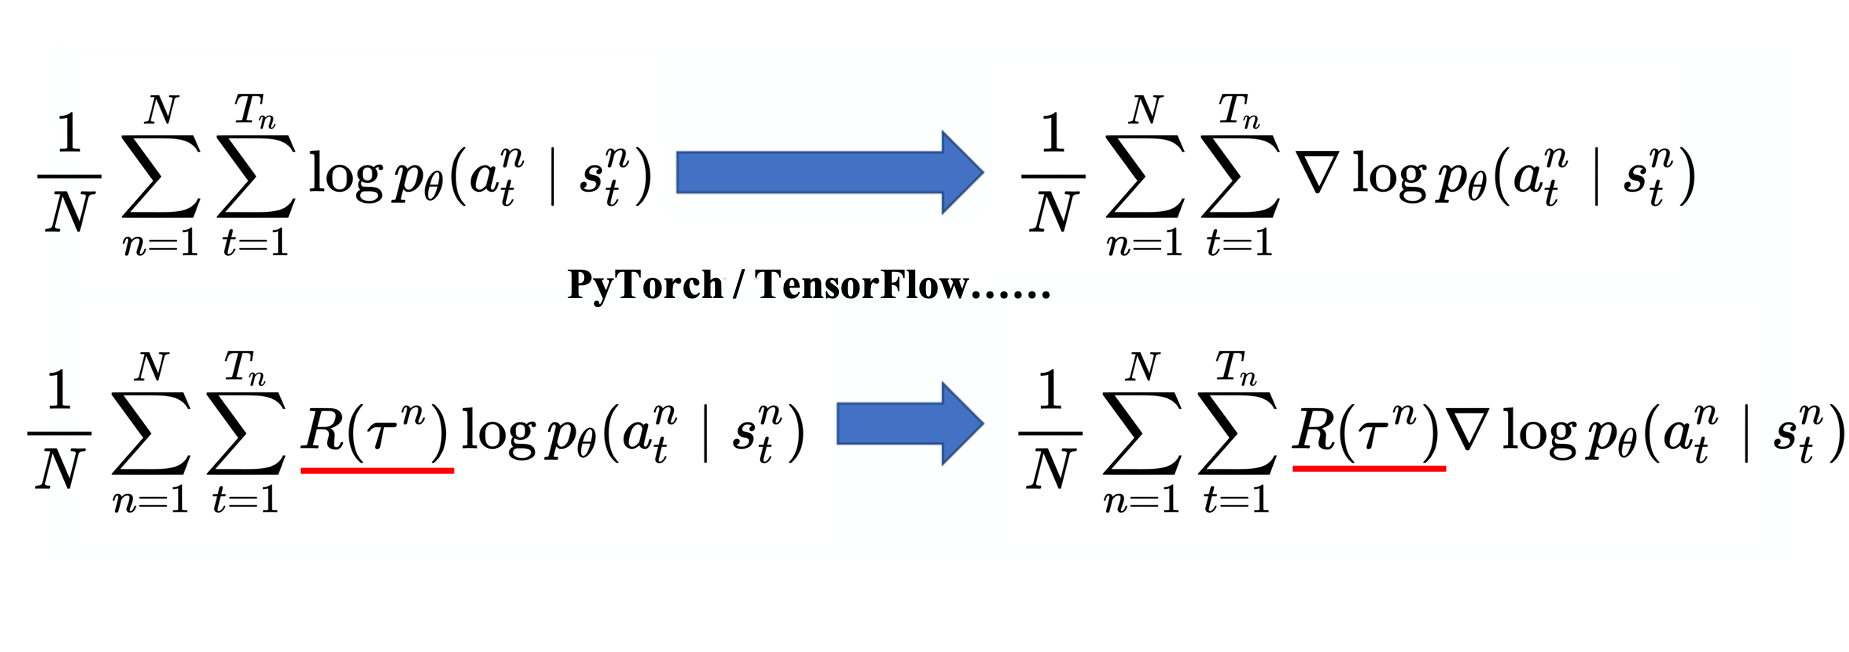 $\frac{1}{N}\sum_{n=1}^{N}\sum_{t=1}^{T_n}\log p_\theta(a_t^n \mid s_t^n)$ $\frac{1}{N}\sum_{n=1}^{N}\sum_{t=1}^{T_n}\nabla\log p_\theta(a_t^n \mid s_t^n)$
PyTorch / TensorFlow……
$\frac{1}{N}\sum_{n=1}^{N}\sum_{t=1}^{T_n}R(\tau^n)\log p_\theta(a_t^n \mid s_t^n)$ $\frac{1}{N}\sum_{n=1}^{N}\sum_{t=1}^{T_n}R(\tau^n)\nabla\log p_\theta(a_t^n \mid s_t^n)$